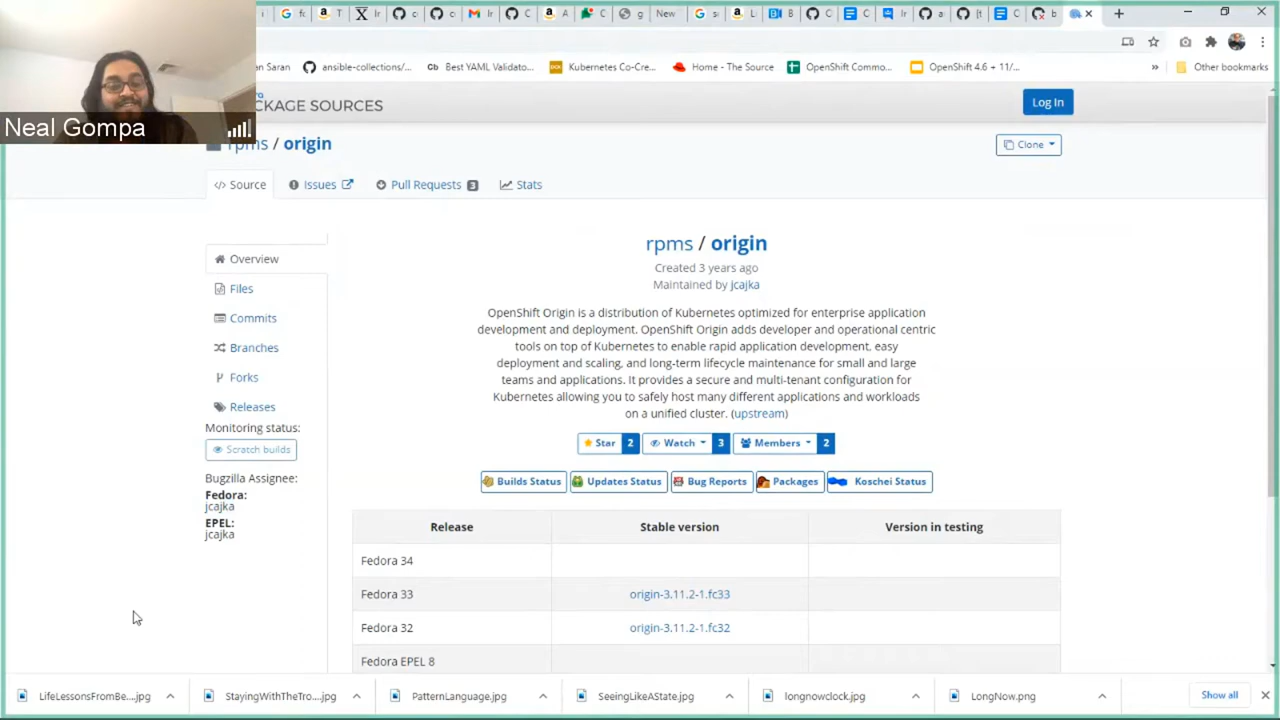 New
an Saran
ansible-collections/...
Cb Best YAML Validato...
Kubernetes Co-Cre...
Home - The Source
OpenShift Commo...
OpenShift 4.6 + 11/...
»
Other bookmarks
Neal Gompa
CKAGE SOURCES
Log In
rpms / origin
Clone
</> Source
Issues
Pull Requests 3
Stats
Overview
Files
Commits
Branches
Forks
Releases
Monitoring status:
Scratch builds
Bugzilla Assignee:
Fedora:
jcajka
EPEL:
jcajka
rpms / origin
Created 3 years ago
Maintained by jcajka
OpenShift Origin is a distribution of Kubernetes optimized for enterprise application
development and deployment. OpenShift Origin adds developer and operational centric
tools on top of Kubernetes to enable rapid application development, easy
deployment and scaling, and long-term lifecycle maintenance for small and large
teams and applications. It provides a secure and multi-tenant configuration for
Kubernetes allowing you to safely host many different applications and workloads
on a unified cluster. (upstream)
Star 2
Watch 3
Members 2
Builds Status
Updates Status
Bug Reports
Packages
Koschei Status
Release Stable version Version in testing
Fedora 34
Fedora 33 origin-3.11.2-1.fc33
Fedora 32 origin-3.11.2-1.fc32
Fedora EPEL 8
LifeLessonsFromBe....jpg
StayingWithTheTro....jpg
PatternLanguage.jpg
SeeingLikeAState.jpg
longnowclock.jpg
LongNow.png
Show all